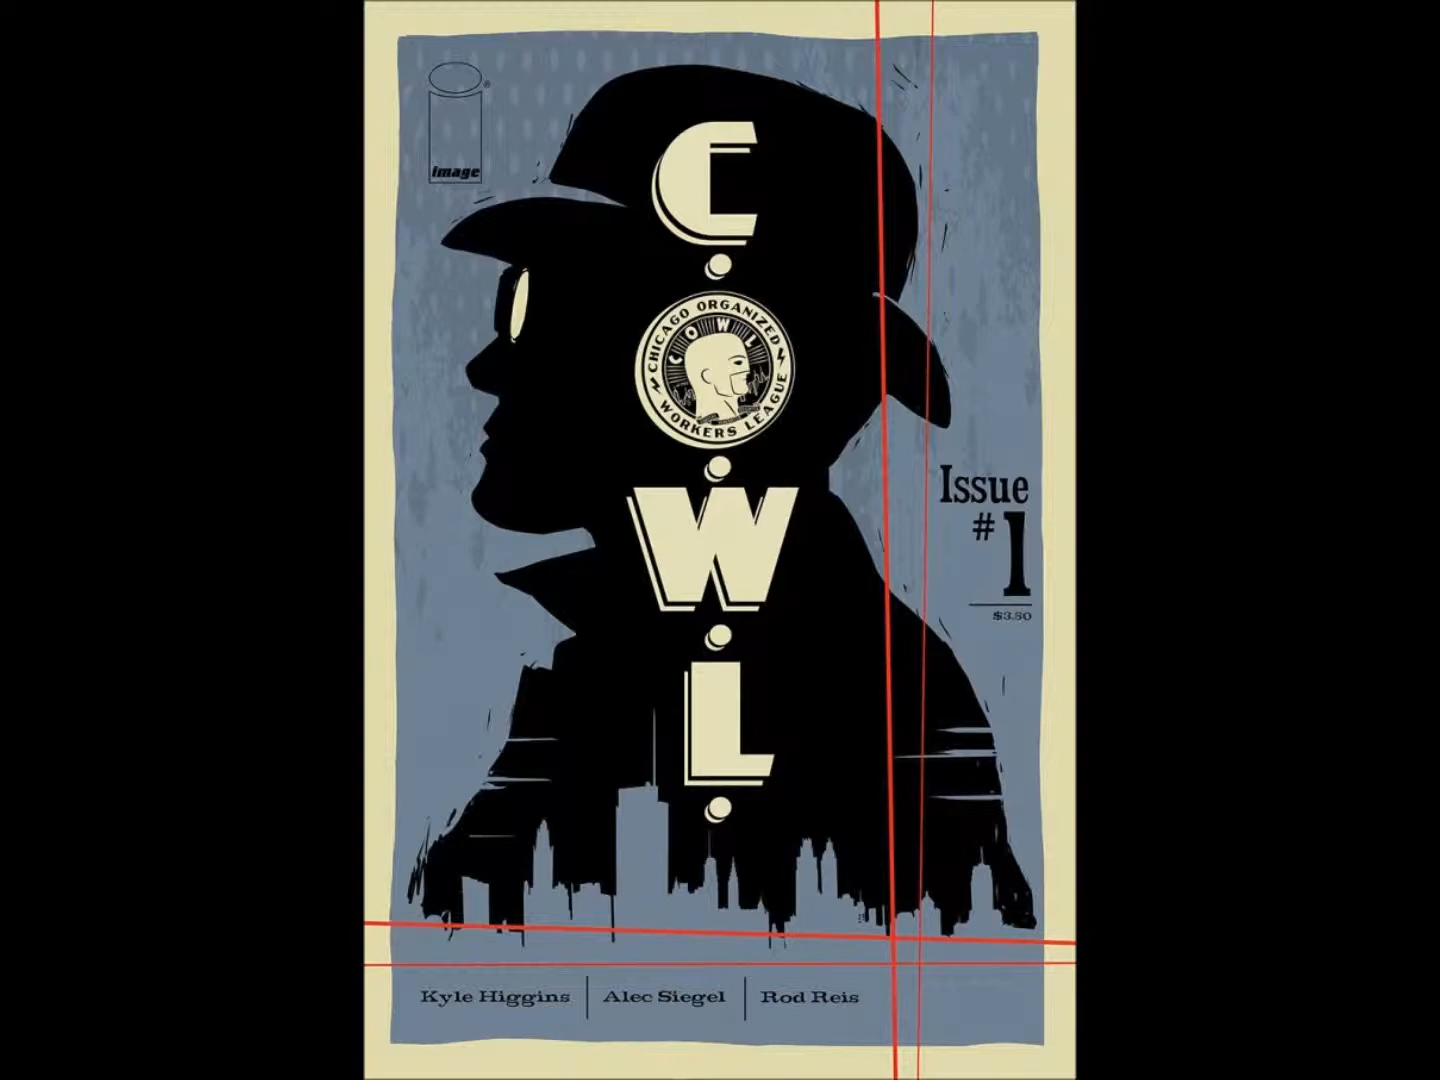 image
C.
CHICAGO ORGANIZED
C O W L
WORKERS LEAGUE
W.
L.
Issue
#1
$3.50
Kyle Higgins | Alec Siegel | Rod Reis